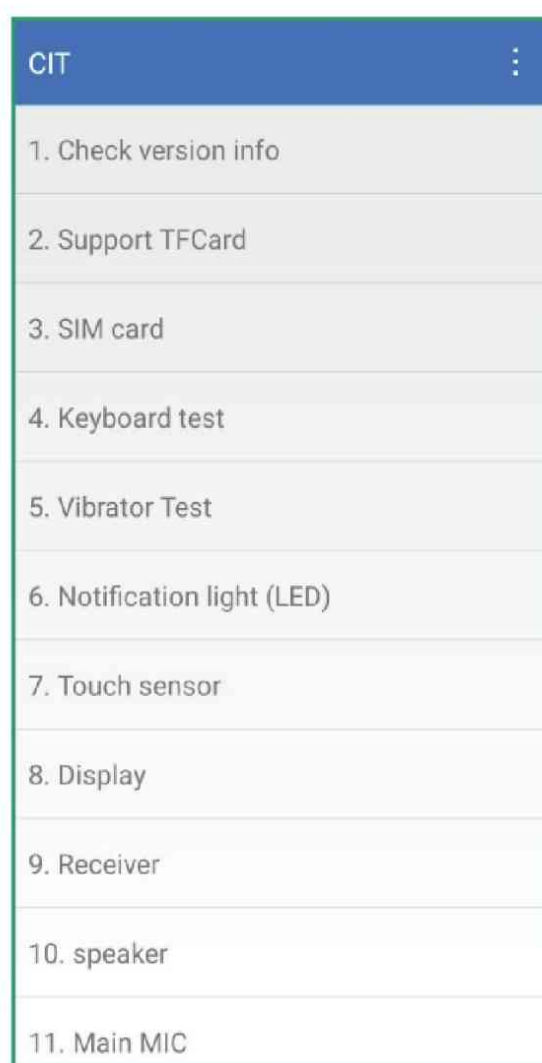 CIT
1. Check version info
2. Support TFCard
3. SIM card
4. Keyboard test
5. Vibrator Test
6. Notification light (LED)
7. Touch sensor
8. Display
9. Receiver
10. speaker
11. Main MIC